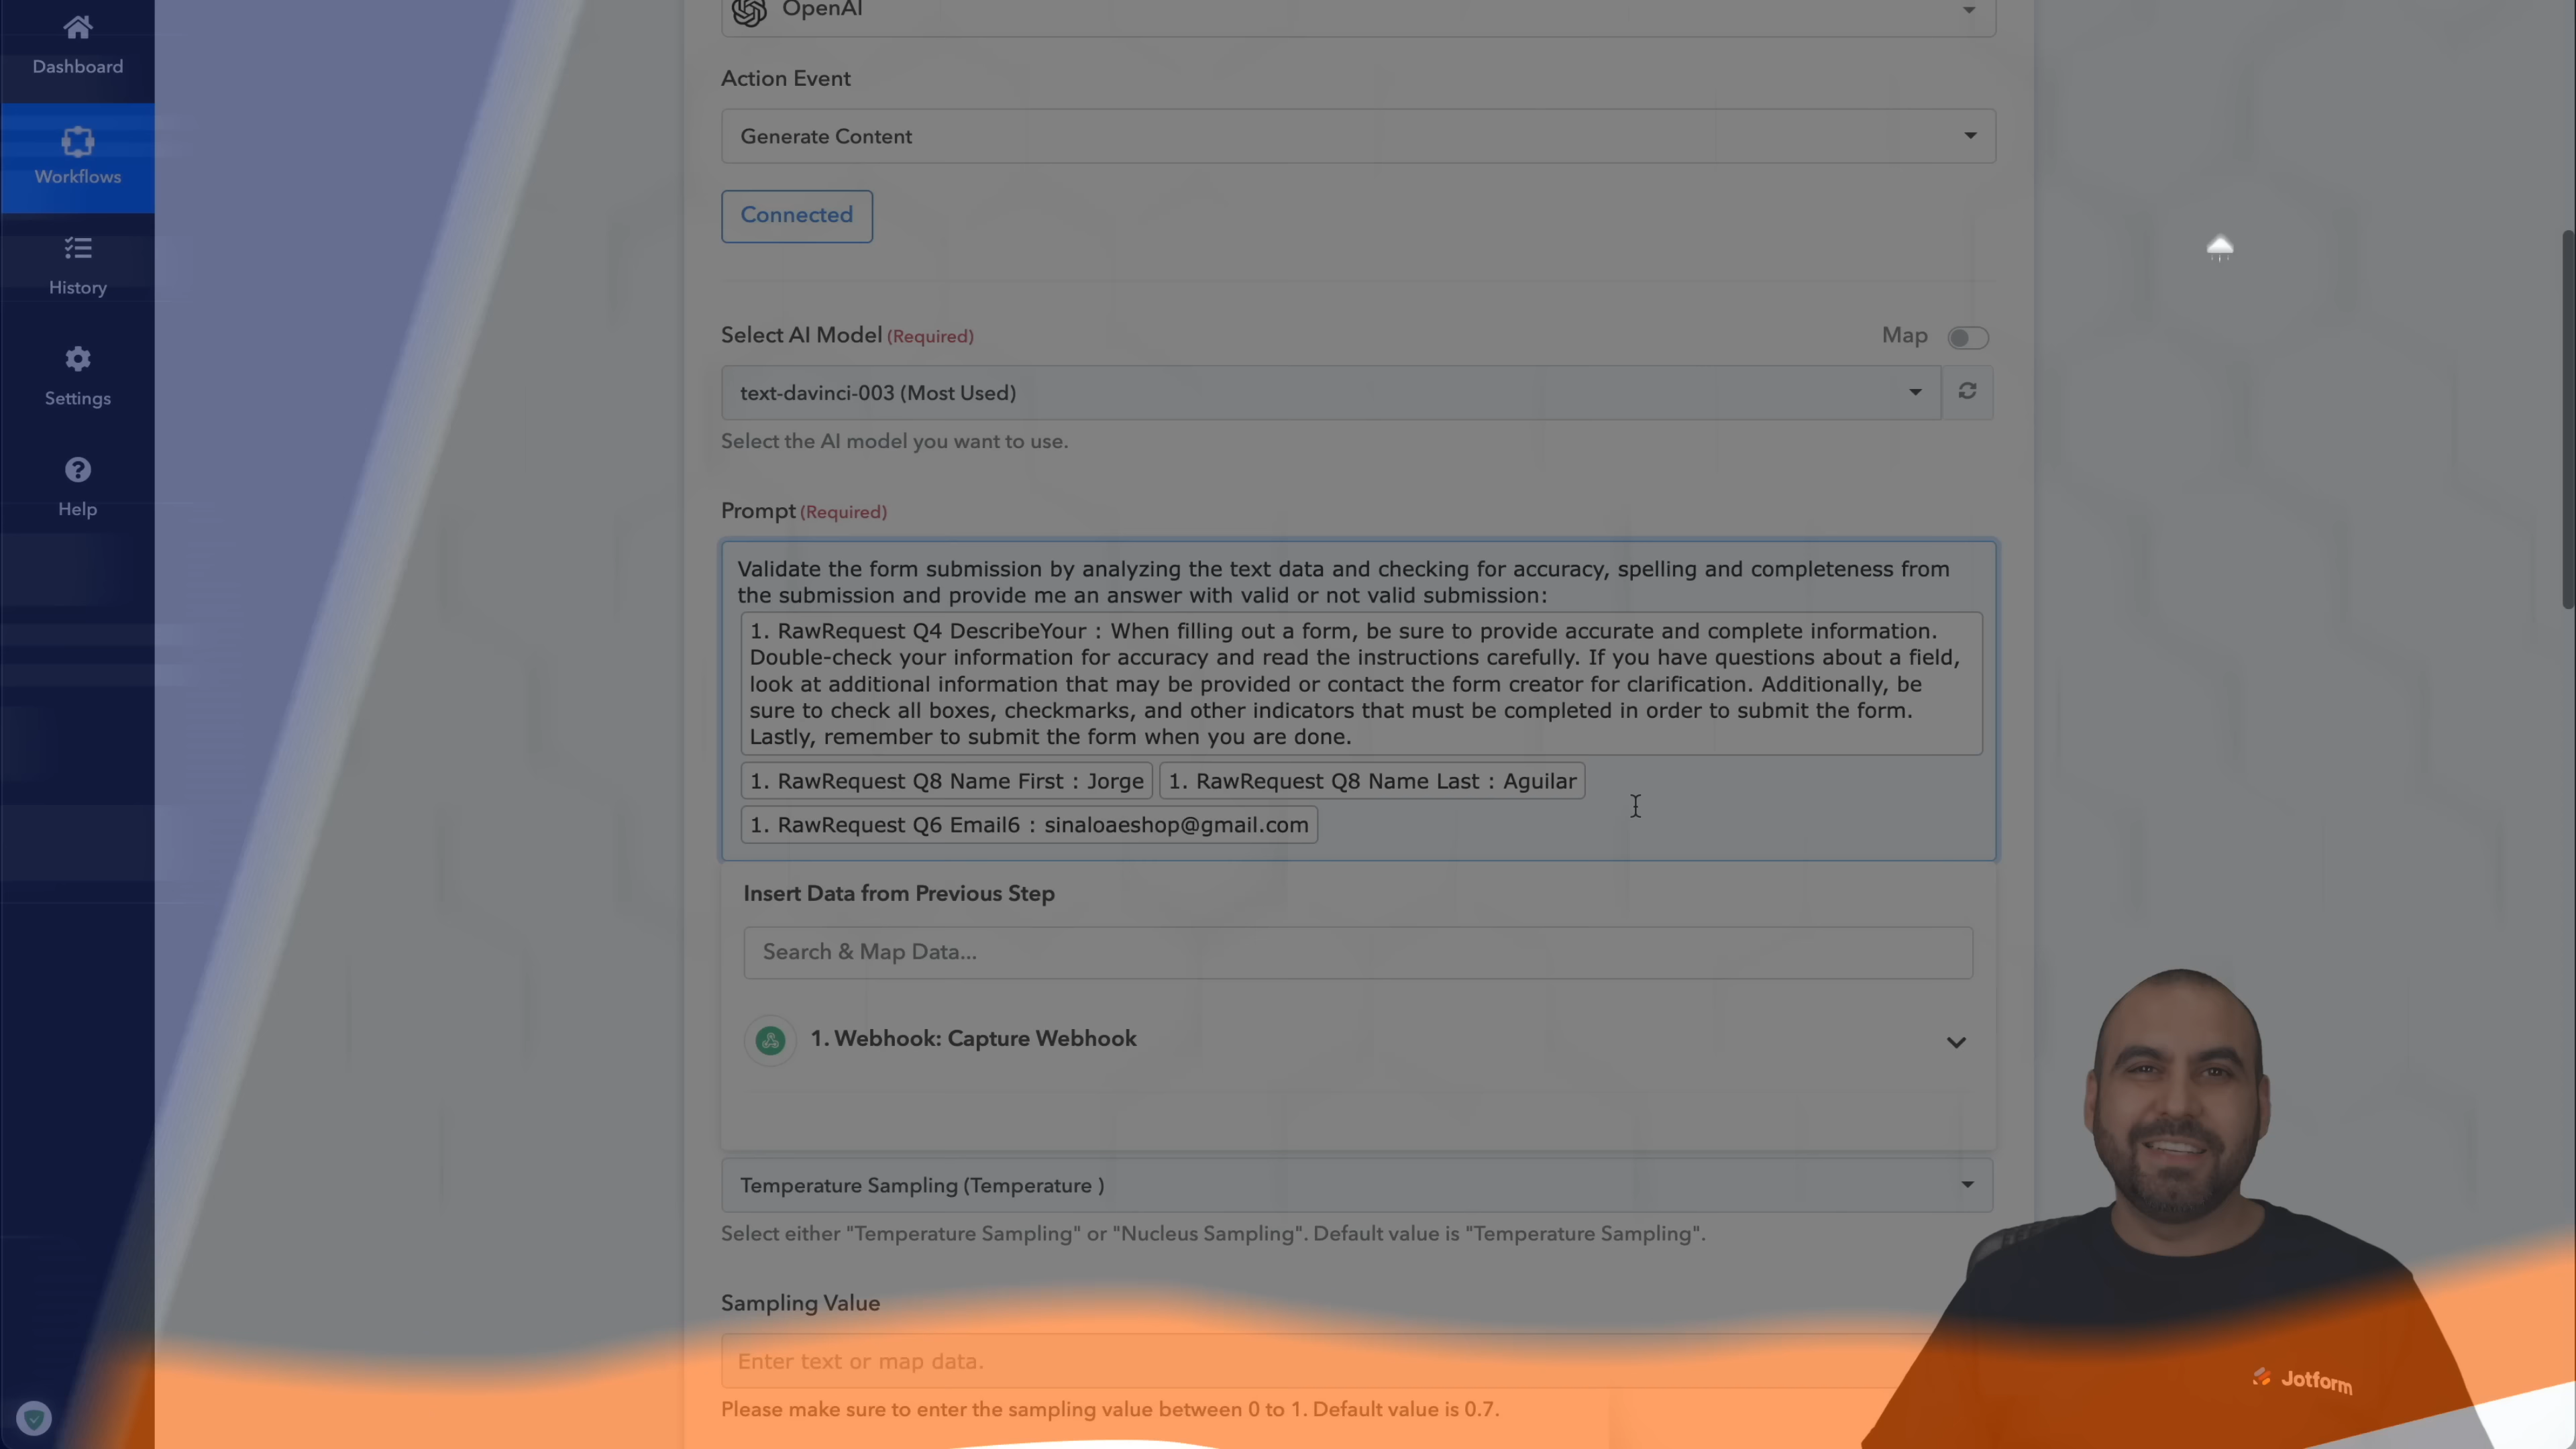 OpenAI
Dashboard
Action Event
Generate Content
Workflows
Connected
History
Select AI Model (Required)
Map
text-davinci-003 (Most Used)
Settings
Select the AI model you want to use.
Help
Prompt (Required)
Validate the form submission by analyzing the text data and checking for accuracy, spelling and completeness from
the submission and provide me an answer with valid or not valid submission:
1. RawRequest Q4 DescribeYour : When filling out a form, be sure to provide accurate and complete information.
Double-check your information for accuracy and read the instructions carefully. If you have questions about a field,
look at additional information that may be provided or contact the form creator for clarification. Additionally, be
sure to check all boxes, checkmarks, and other indicators that must be completed in order to submit the form.
Lastly, remember to submit the form when you are done.
1. RawRequest Q8 Name First : Jorge
1. RawRequest Q8 Name Last : Aguilar
1. RawRequest Q6 Email6 : sinaloaeshop@gmail.com
Insert Data from Previous Step
Search & Map Data...
1. Webhook: Capture Webhook
Temperature Sampling (Temperature )
Select either "Temperature Sampling" or "Nucleus Sampling". Default value is "Temperature Sampling".
Sampling Value
Enter text or map data.
Jotform
Please make sure to enter the sampling value between 0 to 1. Default value is 0.7.